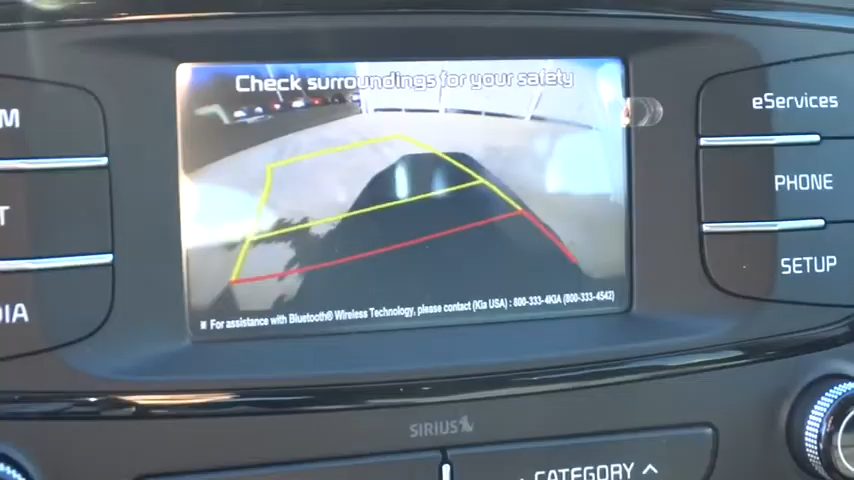 Check surroundings for your safety
M
eServices
T
PHONE
SETUP
DIA
※ For assistance with Bluetooth® Wireless Technology, please contact (Kia USA) : 800-333-4KIA (800-333-4542)
SIRIUS
CATEGORY